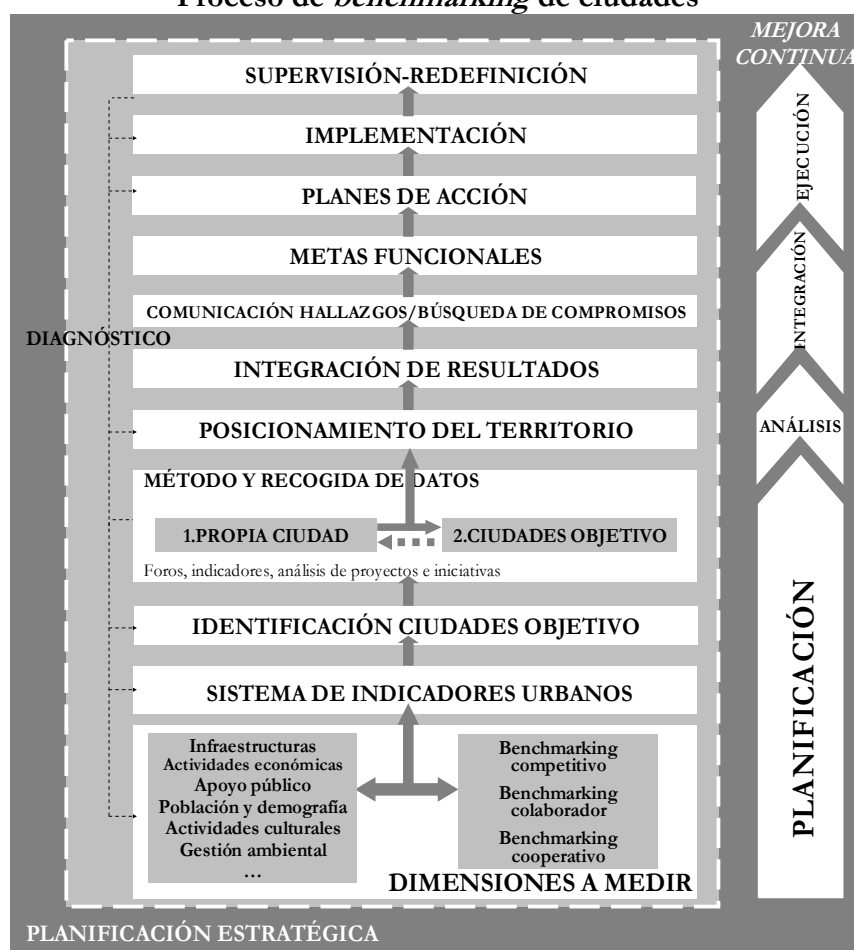 Proceso de benchmarking de ciudades
MEJORA
CONTINUA
SUPERVISIÓN-REDEFINICIÓN
IMPLEMENTACIÓN
PLANES DE ACCIÓN
METAS FUNCIONALES
COMUNICACIÓN HALLAZGOS/BÚSQUEDA DE COMPROMISOS
DIAGNÓSTICO
INTEGRACIÓN DE RESULTADOS
POSICIONAMIENTO DEL TERRITORIO
MÉTODO Y RECOGIDA DE DATOS
1.PROPIA CIUDAD
2.CIUDADES OBJETIVO
Foros, indicadores, análisis de proyectos e iniciativas
IDENTIFICACIÓN CIUDADES OBJETIVO
SISTEMA DE INDICADORES URBANOS
Infraestructuras
Actividades económicas
Apoyo público
Población y demografía
Actividades culturales
Gestión ambiental
…
Benchmarking
competitivo
Benchmarking
colaborador
Benchmarking
cooperativo
DIMENSIONES A MEDIR
EJECUCIÓN
INTEGRACIÓN
ANÁLISIS
PLANIFICACIÓN
PLANIFICACIÓN ESTRATÉGICA